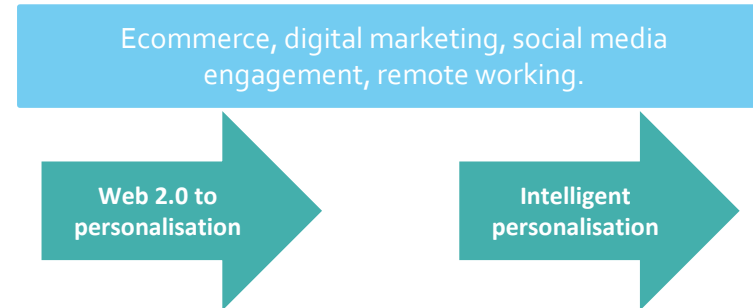 Ecommerce, digital marketing, social media
engagement, remote working.
Web 2.0 to
personalisation
Intelligent
personalisation